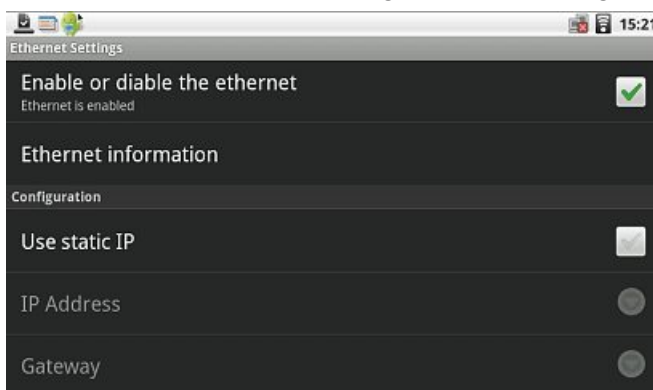 15:21
Ethernet Settings
Enable or diable the ethernet
Ethernet is enabled
Ethernet information
Configuration
Use static IP
IP Address
Gateway